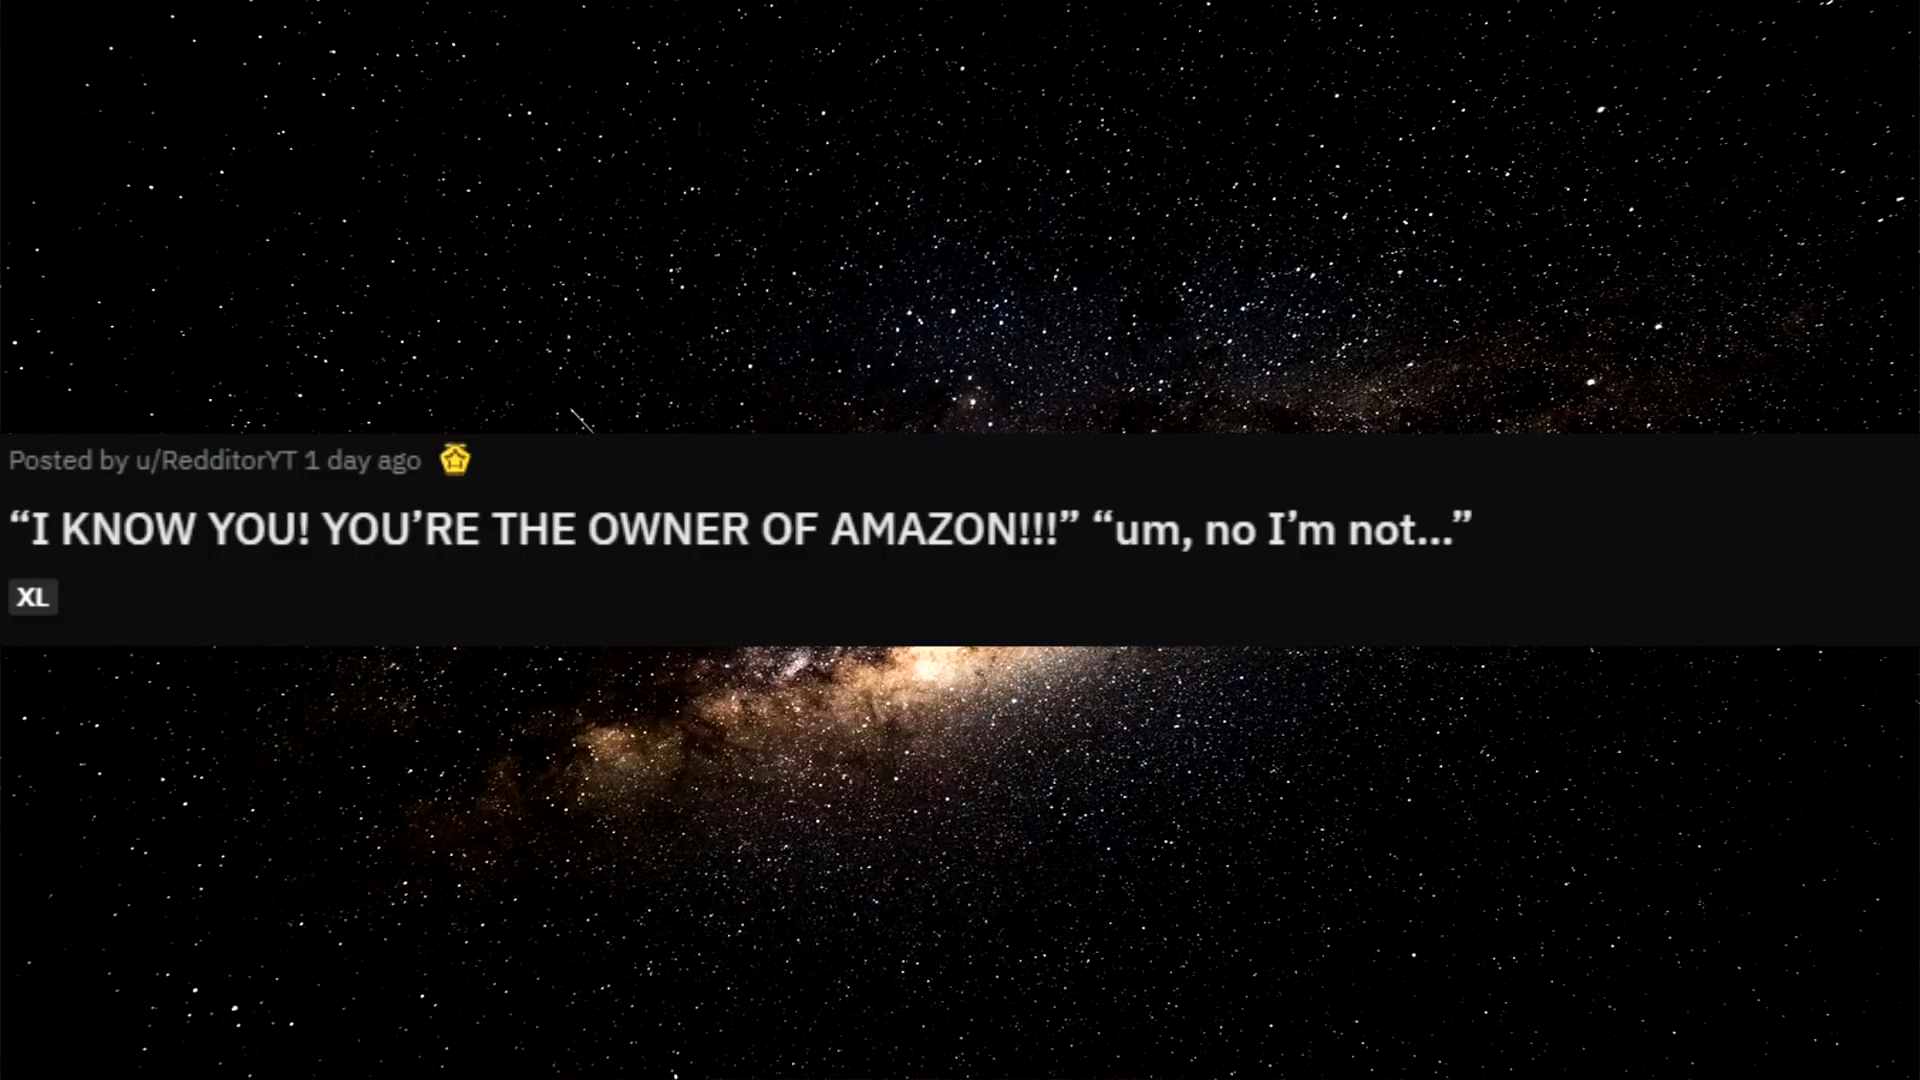 Posted by u/RedditorYT 1 day ago
“I KNOW YOU! YOU’RE THE OWNER OF AMAZON!!!” “um, no I’m not...”
XL